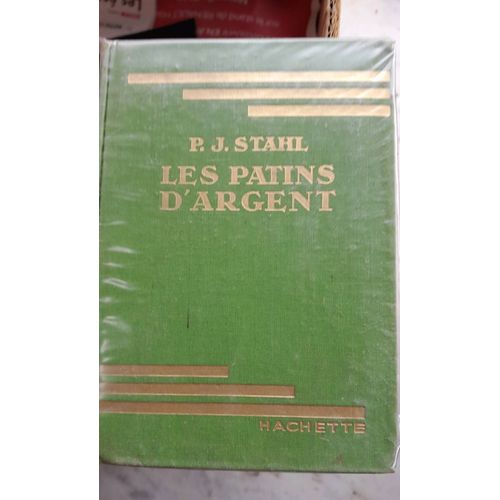 P. J. STAHL
LES PATINS
D'ARGENT
HACHETTE